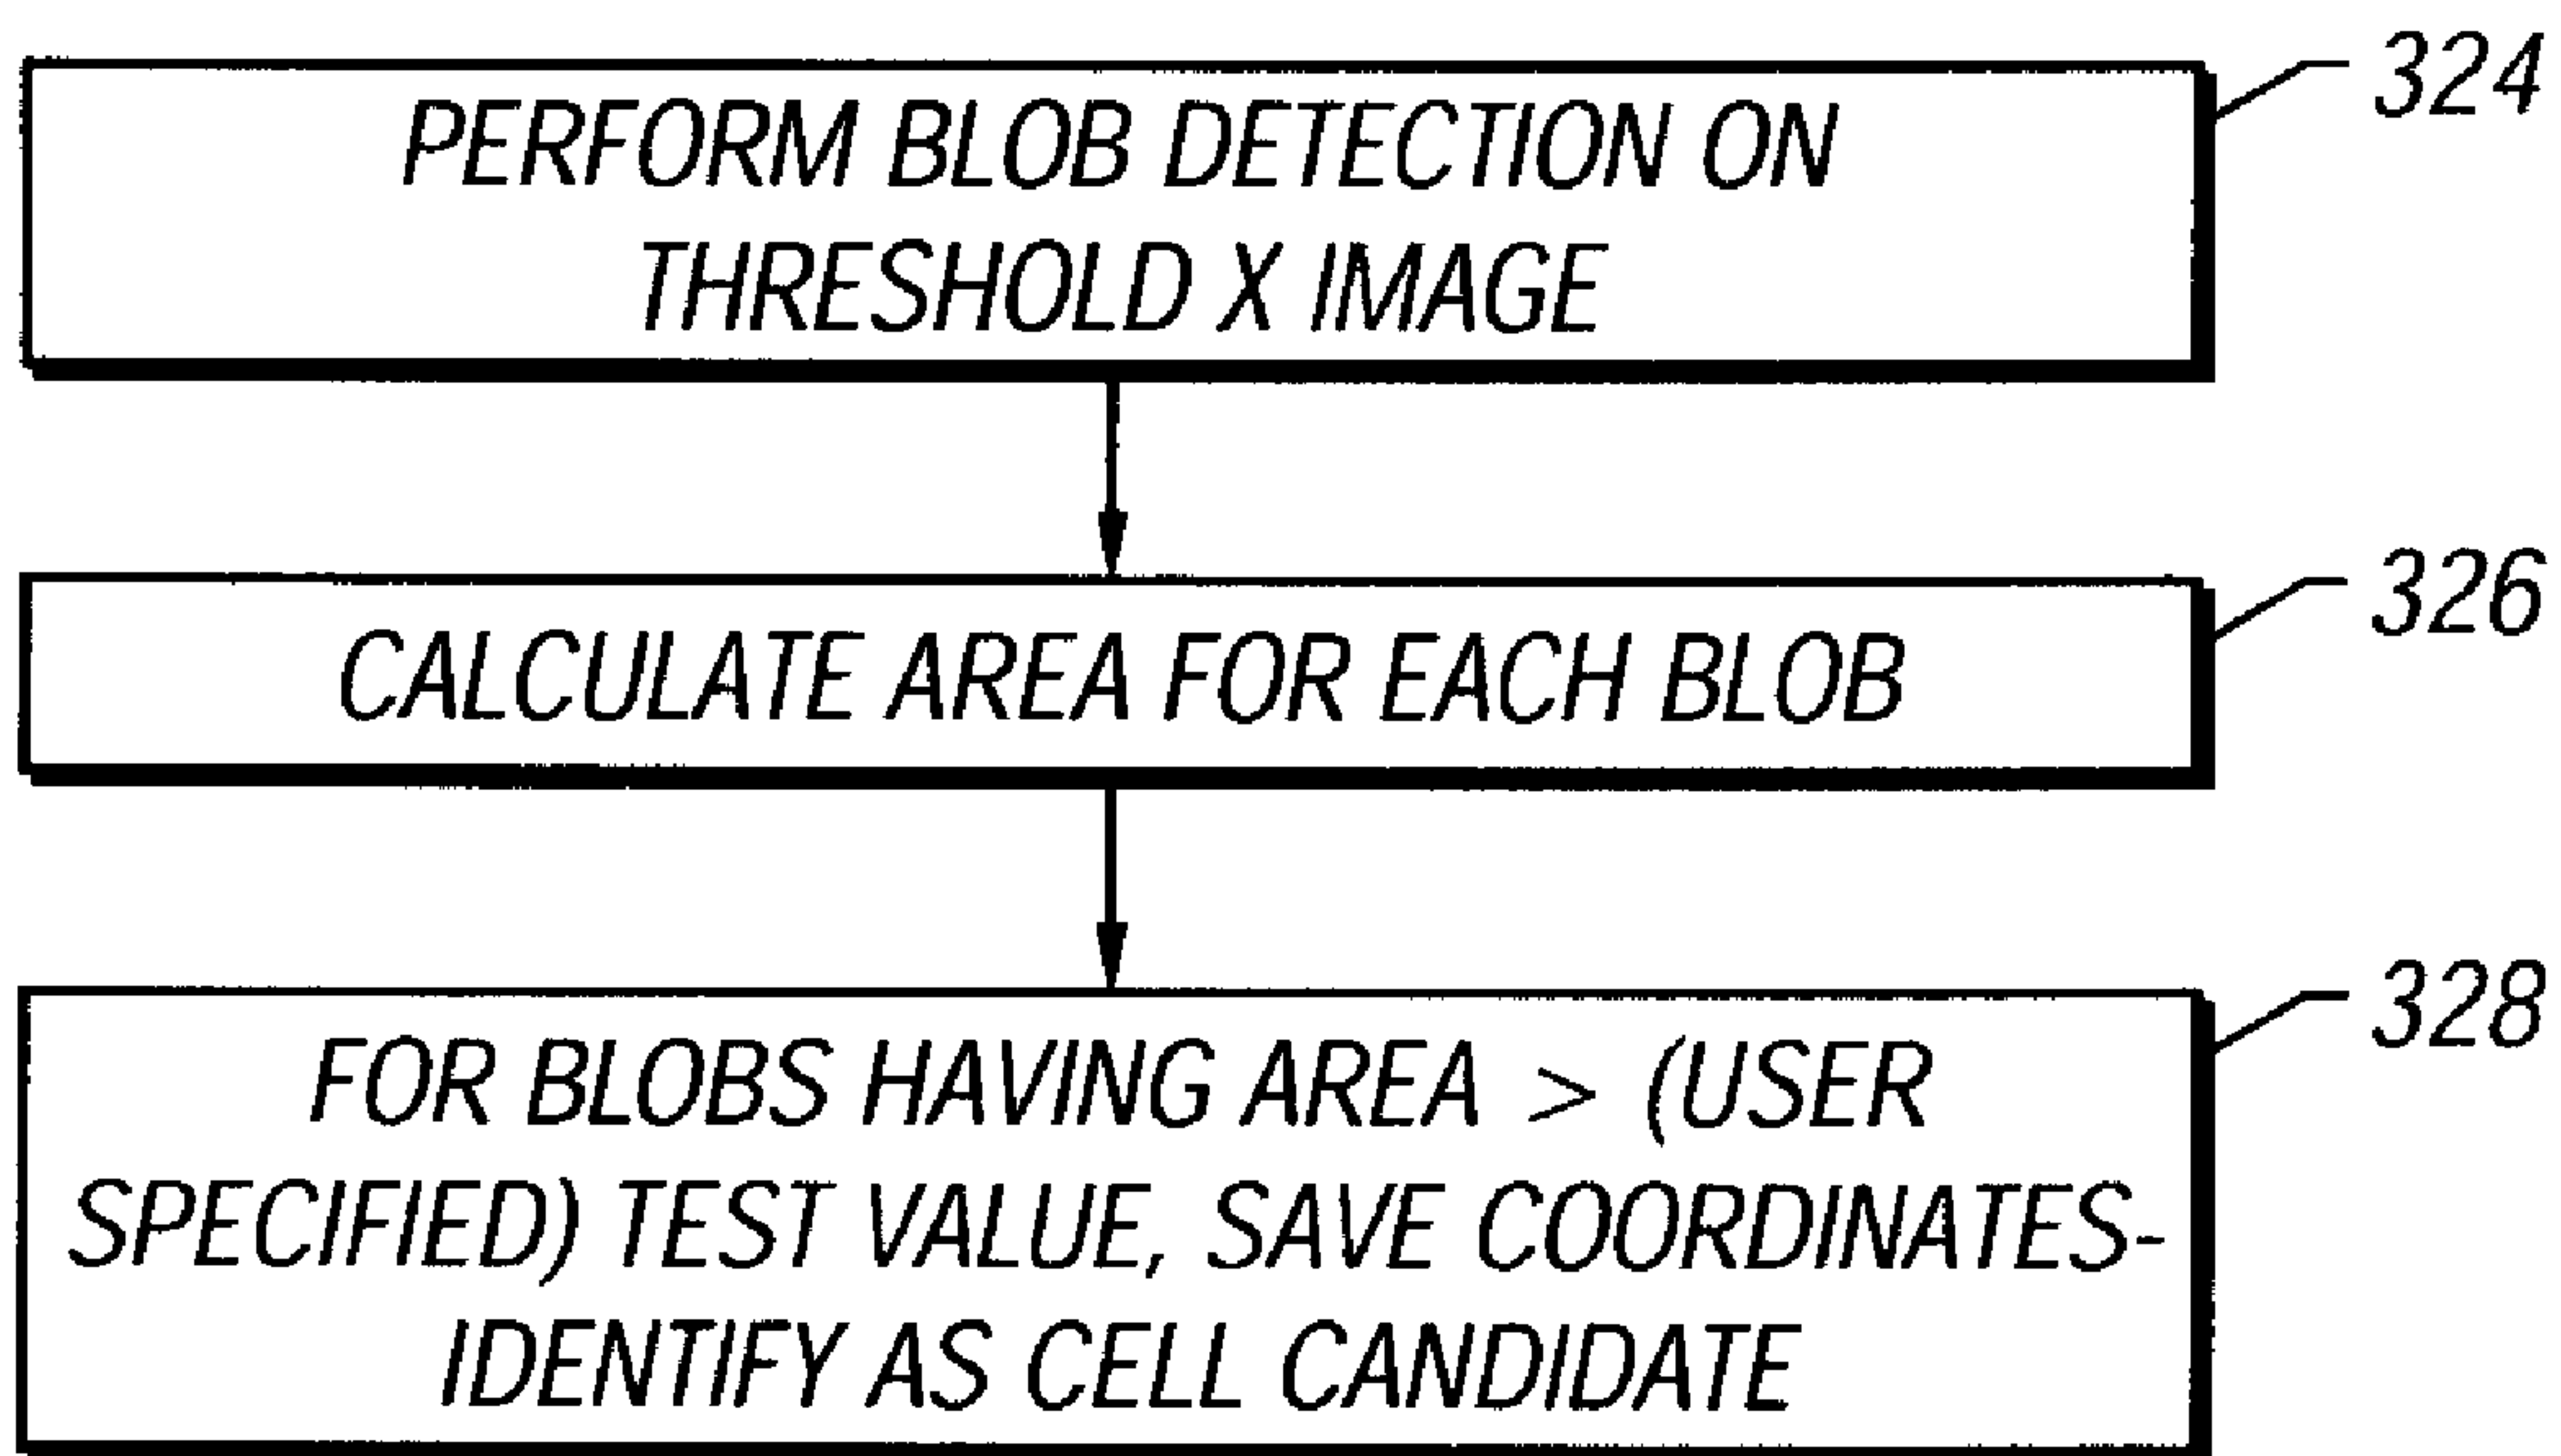 324
PERFORM BLOB DETECTION ON
THRESHOLD X IMAGE
326
CALCULATE AREA FOR EACH BLOB
328
FOR BLOBS HAVING AREA > (USER
SPECIFIED) TEST VALUE, SAVE COORDINATES-
IDENTIFY AS CELL CANDIDATE